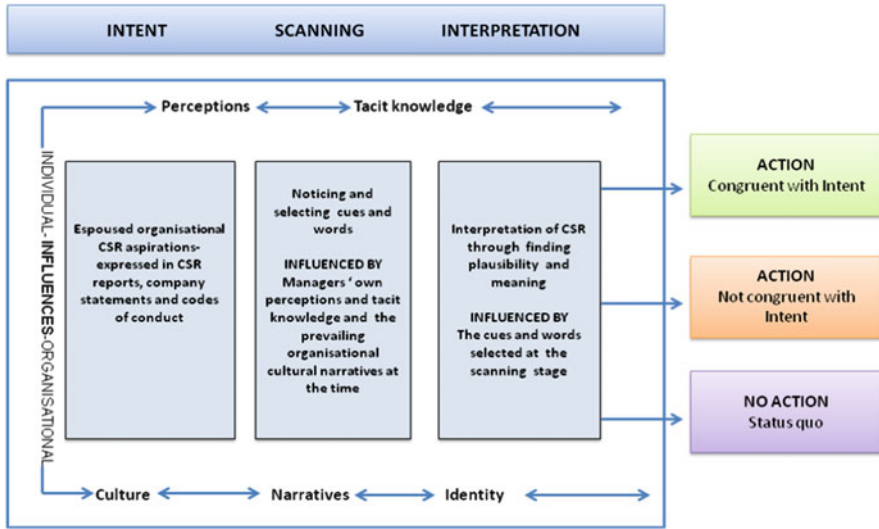 INTENT SCANNING INTERPRETATION
Perceptions Tacit knowledge
INDIVIDUAL-INFLUENCES-ORGANISATIONAL
Espoused organisational
CSR aspirations-
expressed in CSR
reports, company
statements and codes
of conduct
Noticing and
selecting cues and
words
INFLUENCED BY
Managers ‘ own
perceptions and tacit
knowledge and the
prevailing
organisational
cultural narratives at
the time
Interpretation of CSR
through finding
plausibility and
meaning
INFLUENCED BY
The cues and words
selected at the
scanning stage
ACTION
Congruent with Intent
ACTION
Not congruent with
Intent
NO ACTION
Status quo
Culture Narratives Identity